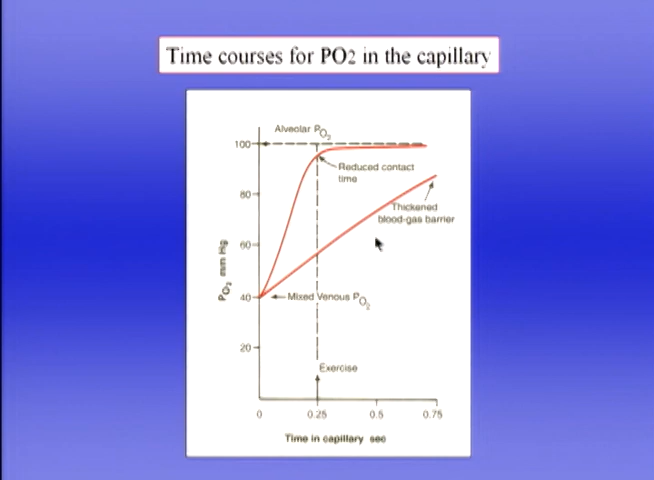 Time courses for PO2 in the capillary
Alveolar PO2
100
Reduced contact
time
80
Thickened
blood-gas barrier
60
PO2 mm Hg
40
Mixed Venous PO2
20
Exercise
0 0.25 0.5 0.75
Time in capillary sec